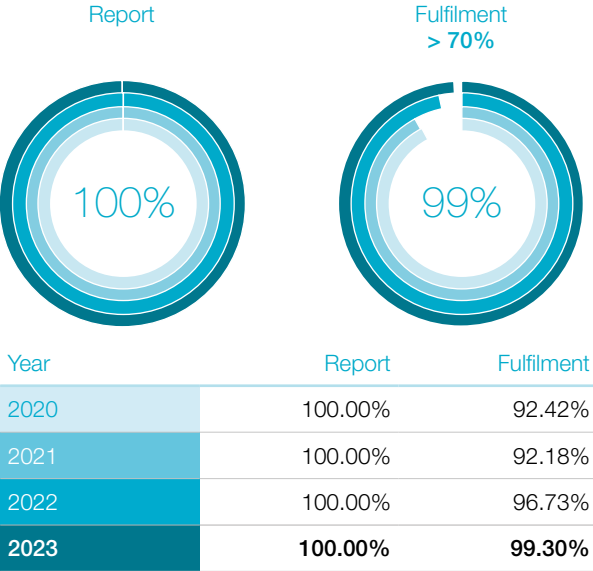 Report
Fulfilment
> 70%
100%
99%
Year Report Fulfilment
2020 100.00% 92.42%
2021 100.00% 92.18%
2022 100.00% 96.73%
2023 100.00% 99.30%